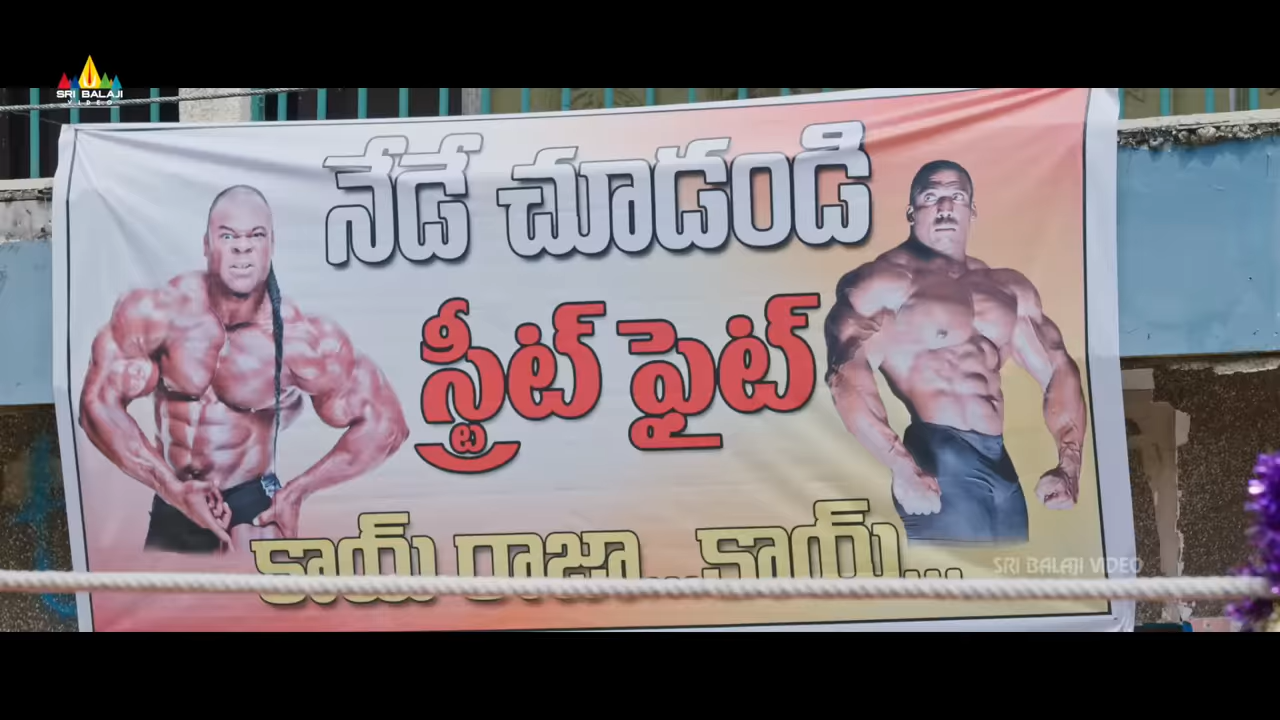 SRI BALAJI
VIDEO
నేడే చూడండి
స్ట్రీట్ ఫైట్
కాయ్ రాజా...కాయ్...
SRI BALAJI VIDEO